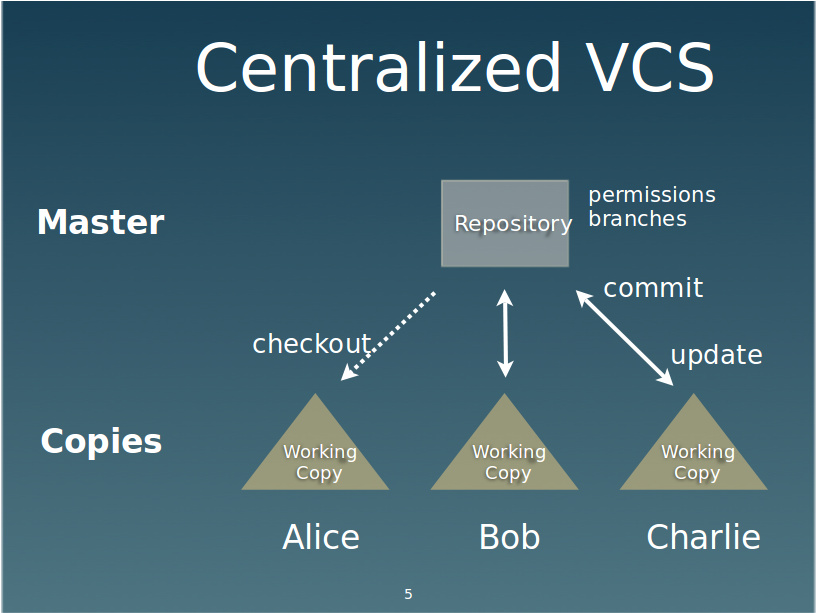 Centralized VCS
Master
Repository
permissions
branches
commit
checkout
update
Copies
Working
Copy
Working
Copy
Working
Copy
Alice
Bob
Charlie
5